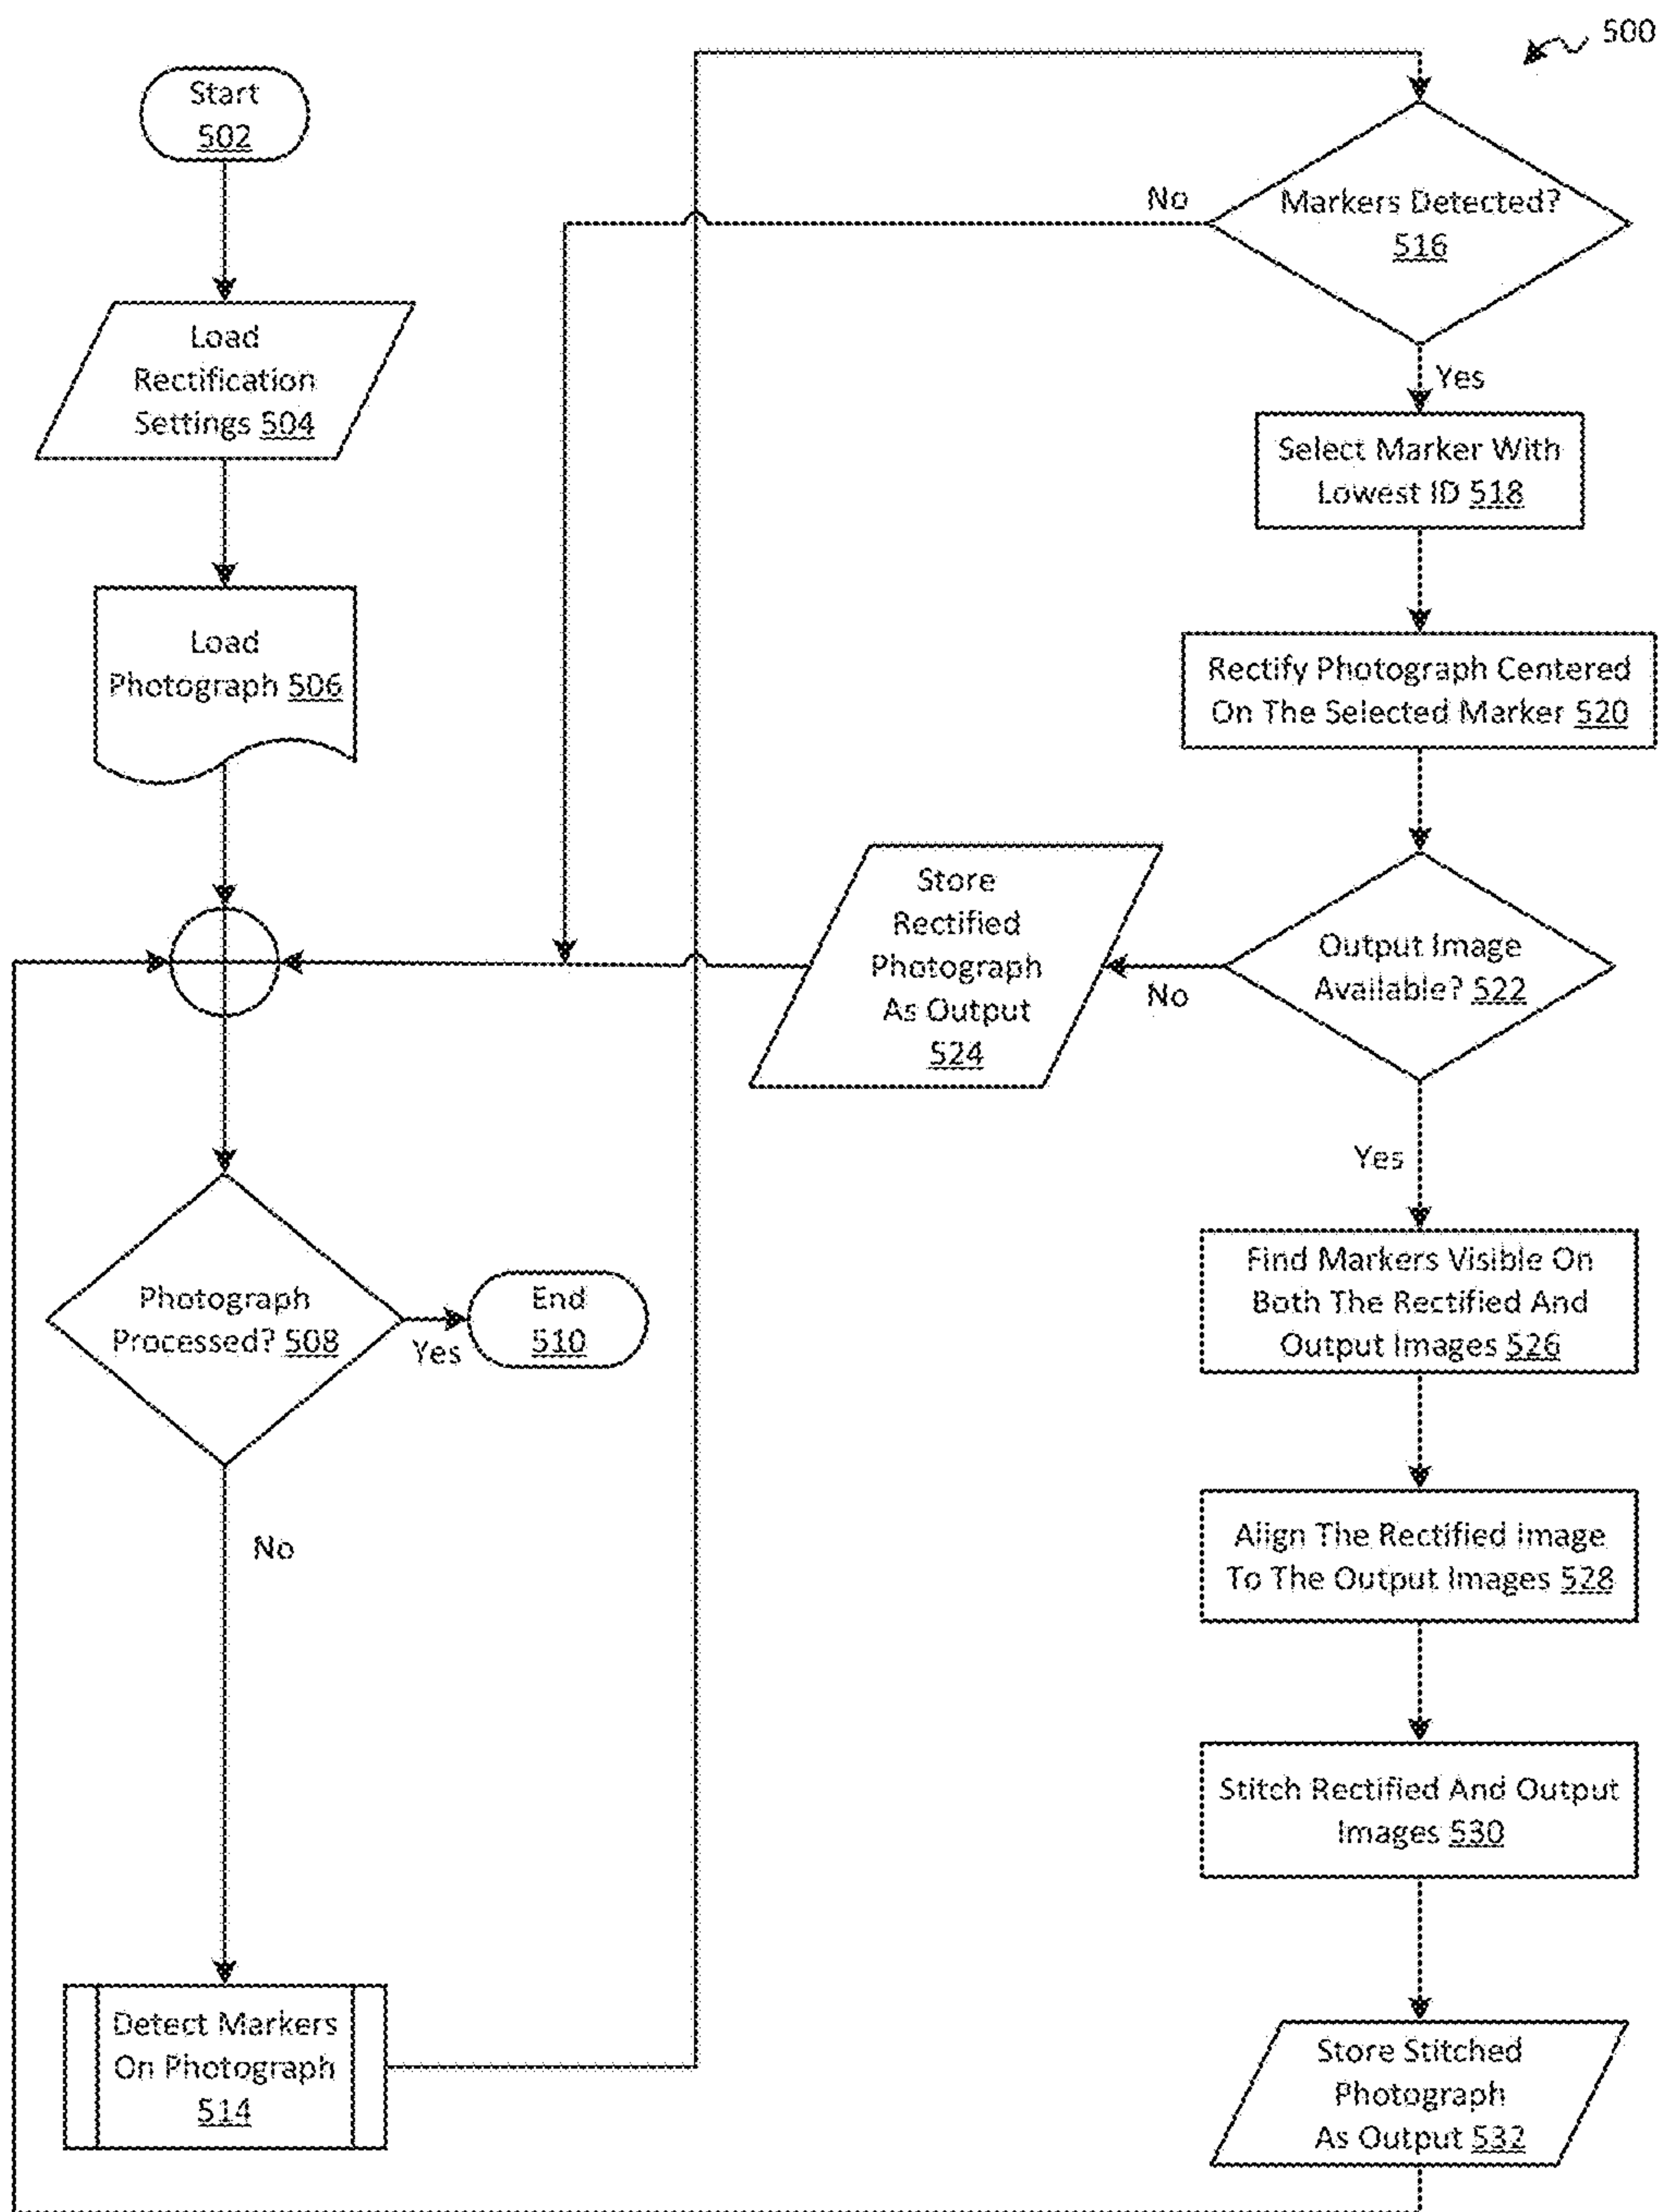 500
Start
502
Load
Rectification
Settings 504
Load
Photograph 506
Photograph
Processed? 508
Yes
End
510
No
Detect Markers
On Photograph
514
Markers Detected?
516
No
Yes
Select Marker With
Lowest ID 518
Rectify Photograph Centered
On The Selected Marker 520
Output Image
Available? 522
No
Store
Rectified
Photograph
As Output
524
Yes
Find Markers Visible On
Both The Rectified And
Output Images 526
Align The Rectified Image
To The Output Images 528
Stitch Rectified And Output
Images 530
Store Stitched
Photograph
As Output 532